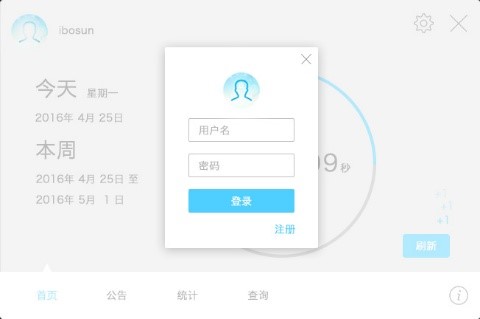 ibosun
今天 星期一
2016年 4月 25日
本周
2016年 4月 25日 至
2016年 5月 1日
用户名
密码
登录
注册
9秒
+1
+1
刷新
首页 公告 统计 查询